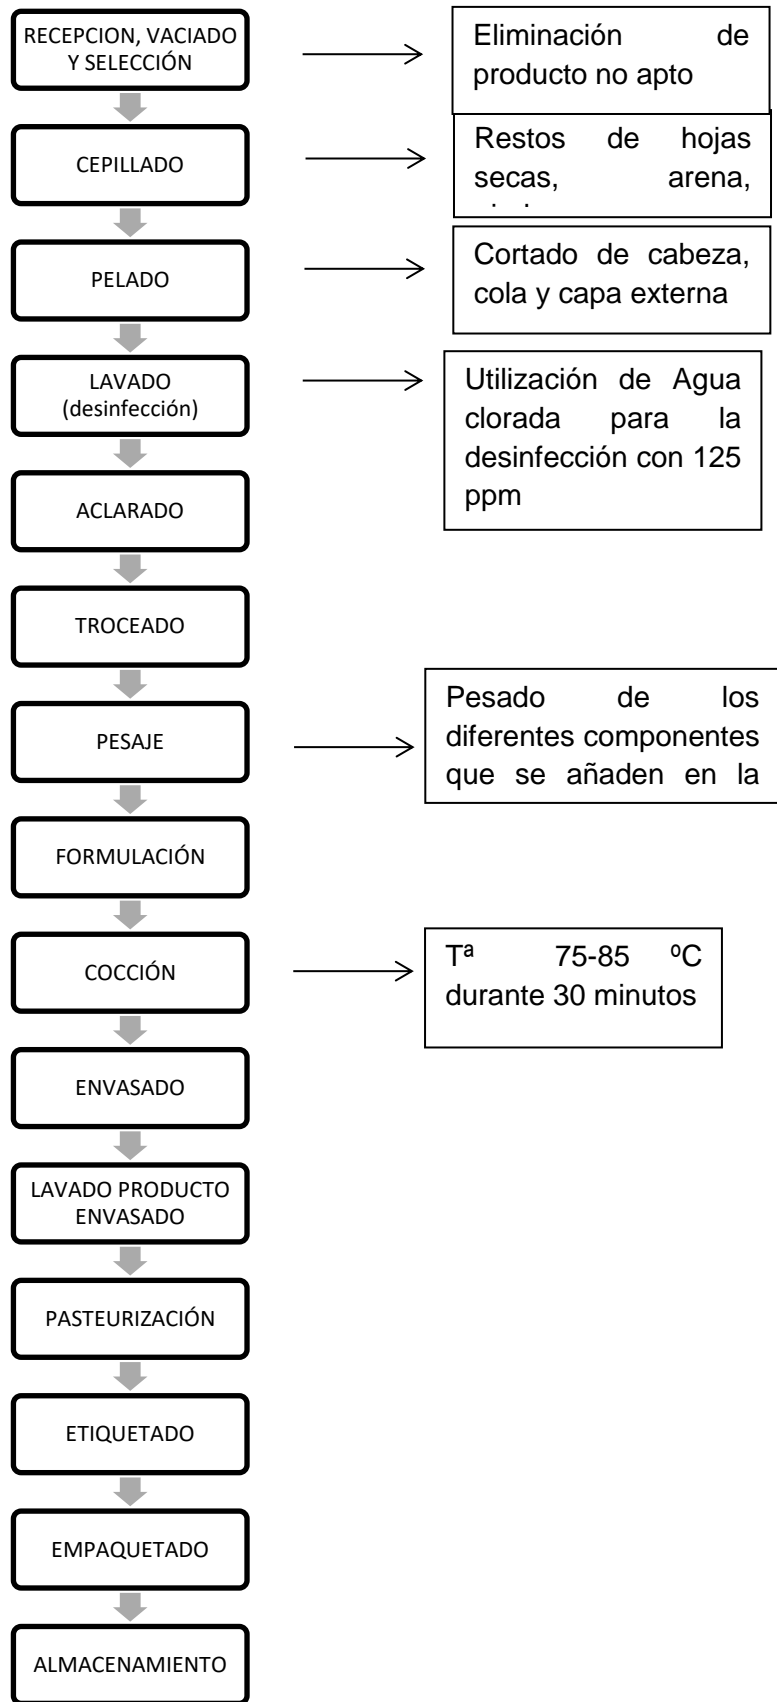 RECEPCION, VACIADO
Y SELECCIÓN
Eliminación de
producto no apto
CEPILLADO
Restos de hojas
secas, arena,
PELADO
Cortado de cabeza,
cola y capa externa
LAVADO
(desinfección)
Utilización de Agua
clorada para la
desinfección con 125
ppm
ACLARADO
TROCEADO
PESAJE
Pesado de los
diferentes componentes
que se añaden en la
FORMULACIÓN
COCCIÓN
Tª 75-85 ºC
durante 30 minutos
ENVASADO
LAVADO PRODUCTO
ENVASADO
PASTEURIZACIÓN
ETIQUETADO
EMPAQUETADO
ALMACENAMIENTO